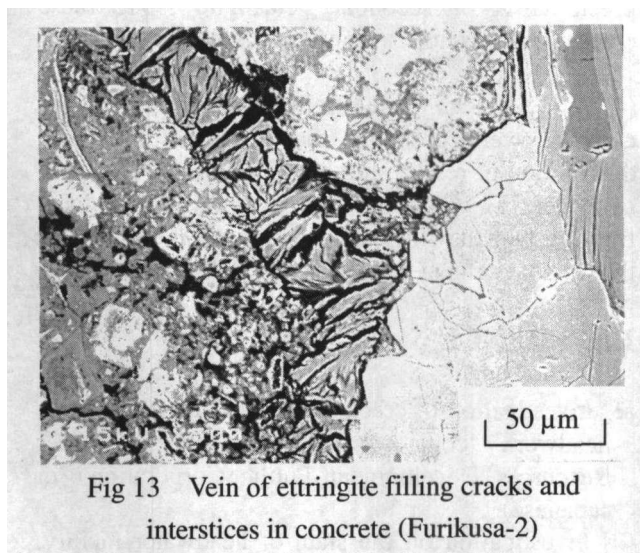 50 µm
Fig 13 Vein of ettringite filling cracks and
interstices in concrete (Furikusa-2)